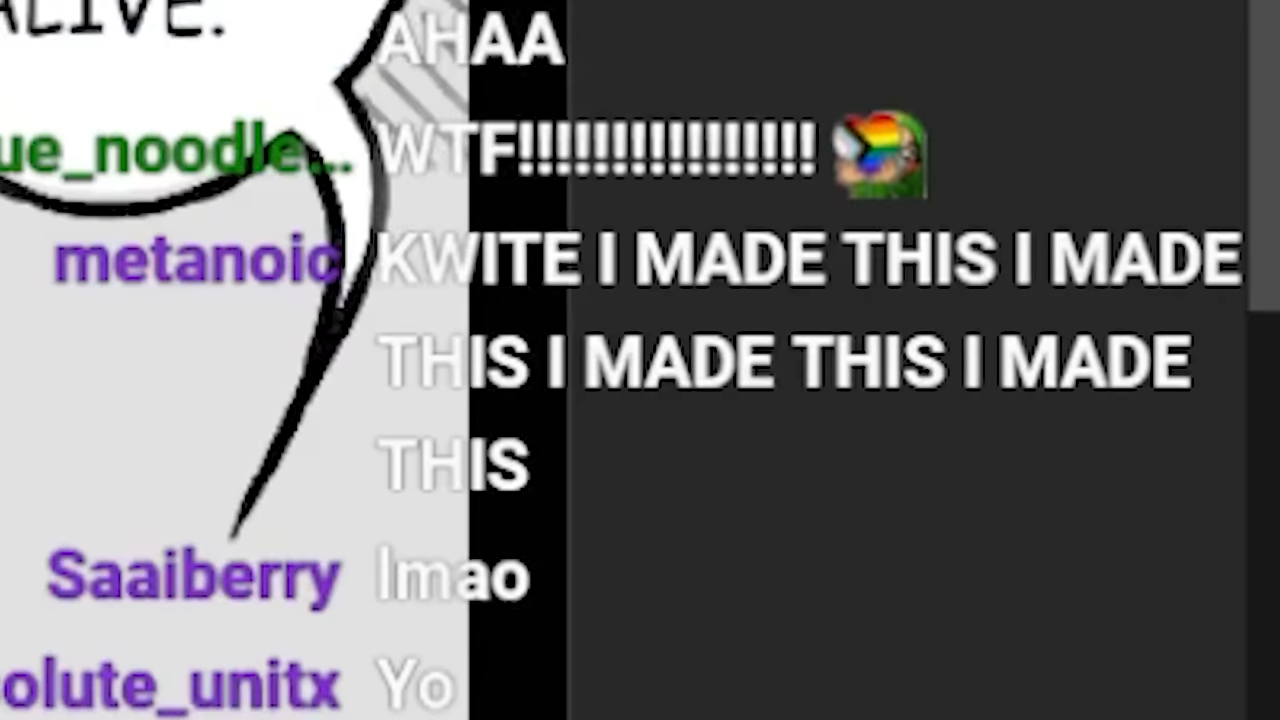 ALIVE.
AHAA
ue_noodle... WTF!!!!!!!!!!!!!!!!
metanoic KWITE I MADE THIS I MADE
THIS I MADE THIS I MADE
THIS
Saaiberry lmao
olute_unitx Yo